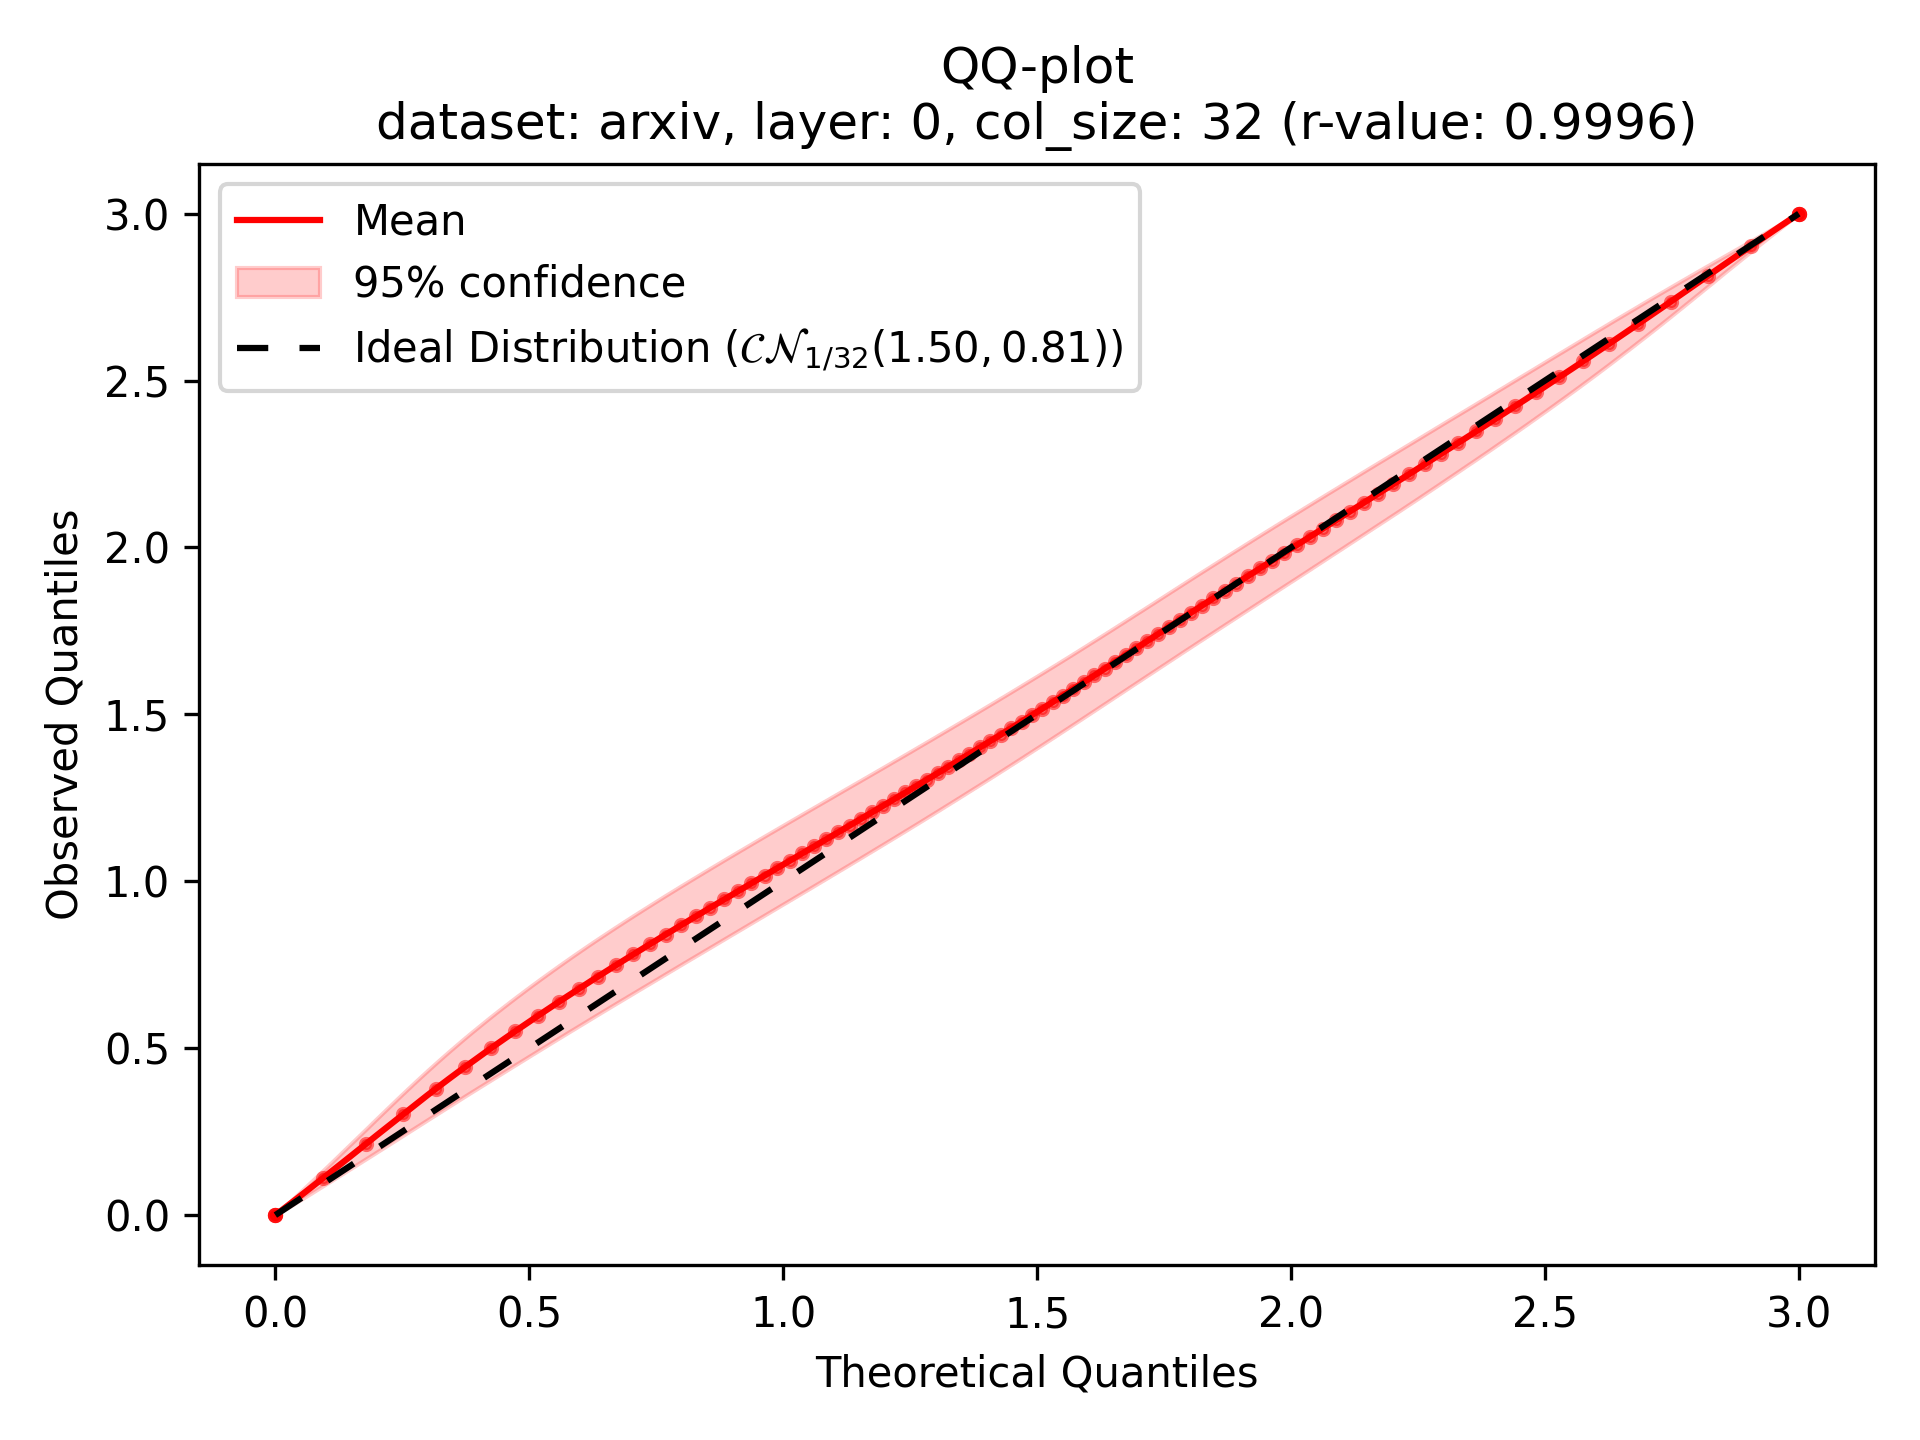 QQ-plot
dataset: arxiv, layer: 0, col_size: 32 (r-value: 0.9996)
Mean
95% confidence
Ideal Distribution (𝒞𝒩₁/₃₂(1.50, 0.81))
3.0
2.5
2.0
1.5
1.0
0.5
0.0
Observed Quantiles
0.0 0.5 1.0 1.5 2.0 2.5 3.0
Theoretical Quantiles